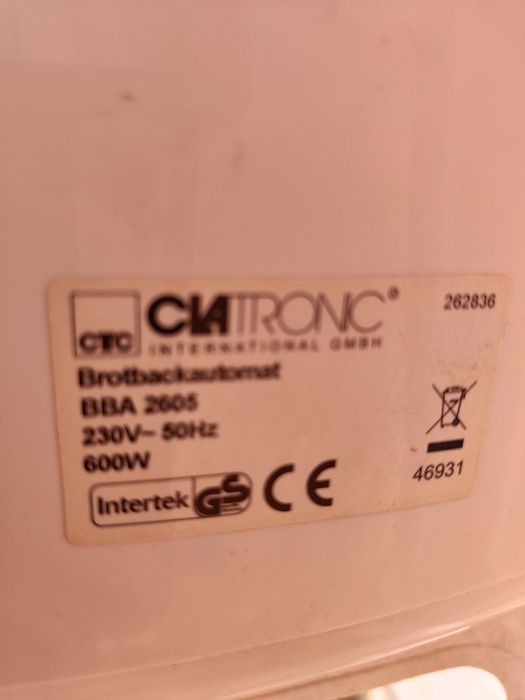 CTC CLATRONIC®
INTERNATIONAL GMBH
262836
Brotbackautomat
BBA 2605
230V~ 50Hz
600W
Intertek GS CE
46931